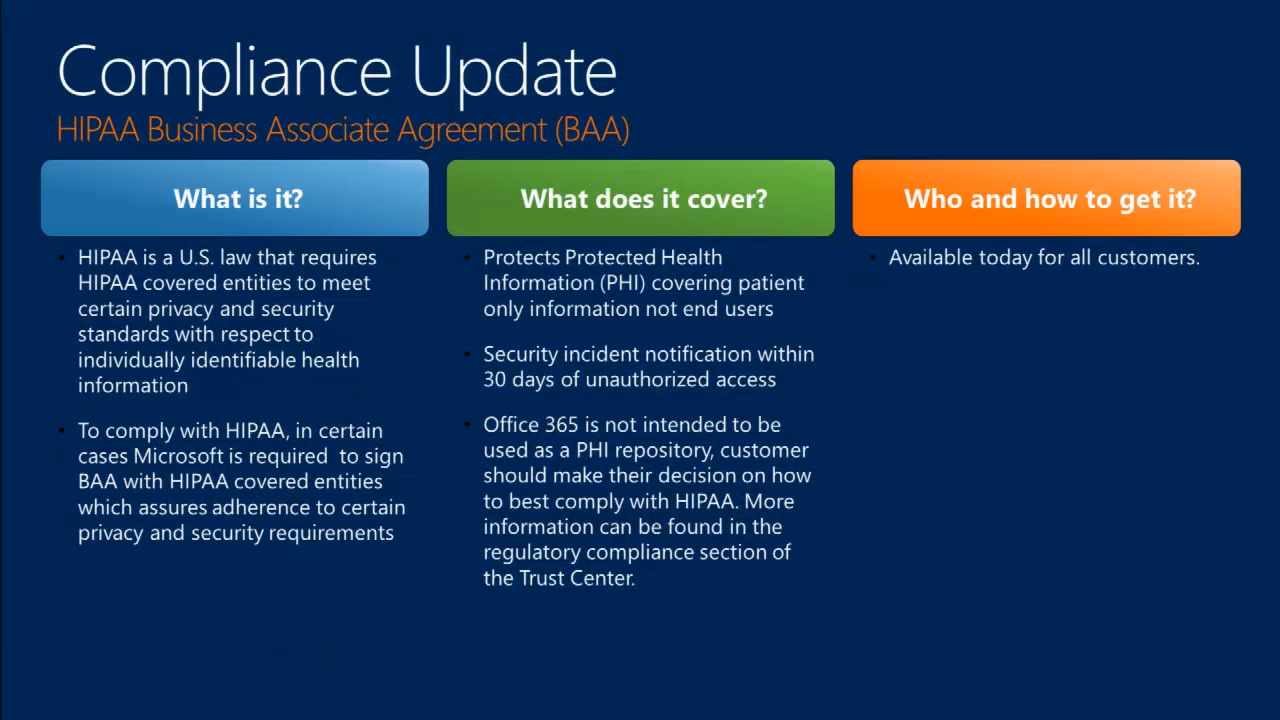 Compliance Update
HIPAA Business Associate Agreement (BAA)
What is it?
• HIPAA is a U.S. law that requires
HIPAA covered entities to meet
certain privacy and security
standards with respect to
individually identifiable health
information
• To comply with HIPAA, in certain
cases Microsoft is required to sign
BAA with HIPAA covered entities
which assures adherence to certain
privacy and security requirements
What does it cover?
• Protects Protected Health
Information (PHI) covering patient
only information not end users
• Security incident notification within
30 days of unauthorized access
• Office 365 is not intended to be
used as a PHI repository, customer
should make their decision on how
to best comply with HIPAA. More
information can be found in the
regulatory compliance section of
the Trust Center.
Who and how to get it?
• Available today for all customers.